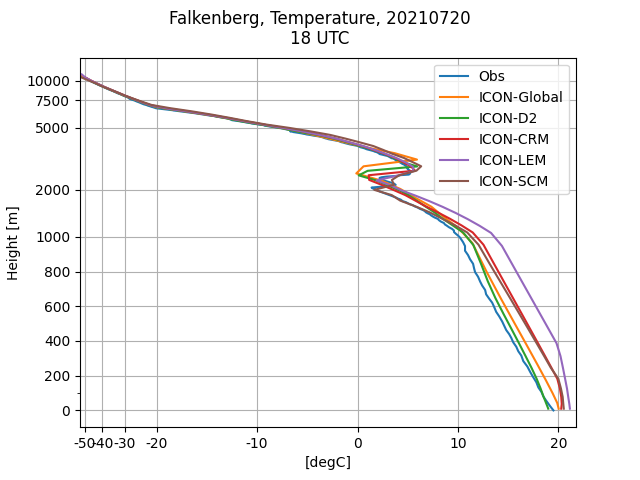 Falkenberg, Temperature, 20210720
18 UTC
Obs
ICON-Global
ICON-D2
ICON-CRM
ICON-LEM
ICON-SCM
Height [m]
10000
7500
5000
2000
1000
800
600
400
200
0
-50 -40 -30 -20 -10 0 10 20
[degC]